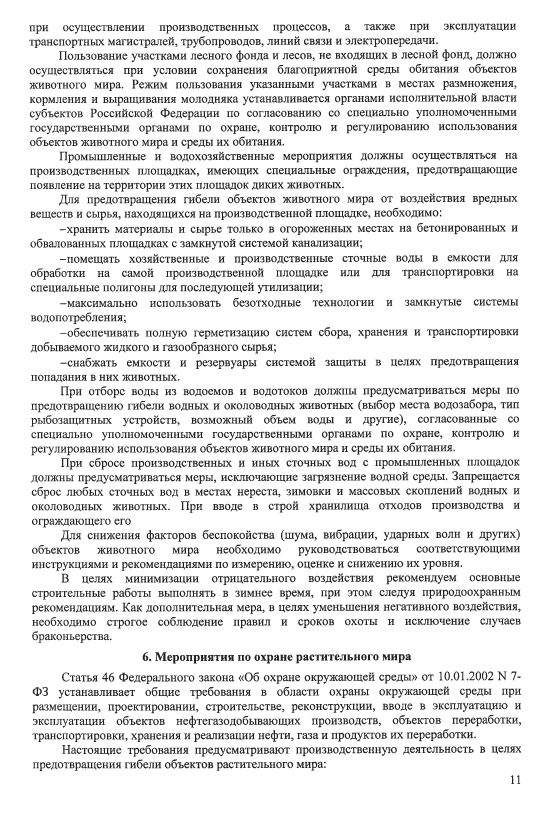 при осуществлении производственных процессов, а также при эксплуатации
транспортных магистралей, трубопроводов, линий связи и электропередачи.
Пользование участками лесного фонда и лесов, не входящих в лесной фонд, должно
осуществляться при условии сохранения благоприятной среды обитания объектов
животного мира. Режим пользования указанными участками в местах размножения,
кормления и выращивания молодняка устанавливается органами исполнительной власти
субъектов Российской Федерации по согласованию со специально уполномоченными
государственными органами по охране, контролю и регулированию использования
объектов животного мира и среды их обитания.
Промышленные и водохозяйственные мероприятия должны осуществляться на
производственных площадках, имеющих специальные ограждения, предотвращающие
появление на территории этих площадок диких животных.
Для предотвращения гибели объектов животного мира от воздействия вредных
веществ и сырья, находящихся на производственной площадке, необходимо:
–хранить материалы и сырье только в огороженных местах на бетонированных и
обвалованных площадках с замкнутой системой канализации;
–помещать хозяйственные и производственные сточные воды в емкости для
обработки на самой производственной площадке или для транспортировки на
специальные полигоны для последующей утилизации;
–максимально использовать безотходные технологии и замкнутые системы
водопотребления;
–обеспечивать полную герметизацию систем сбора, хранения и транспортировки
добываемого жидкого и газообразного сырья;
–снабжать емкости и резервуары системой защиты в целях предотвращения
попадания в них животных.
При отборе воды из водоемов и водотоков должны предусматриваться меры по
предотвращению гибели водных и околоводных животных (выбор места водозабора, тип
рыбозащитных устройств, возможный объем воды и другие), согласованные со
специально уполномоченными государственными органами по охране, контролю и
регулированию использования объектов животного мира и среды их обитания.
При сбросе производственных и иных сточных вод с промышленных площадок
должны предусматриваться меры, исключающие загрязнение водной среды. Запрещается
сброс любых сточных вод в местах нереста, зимовки и массовых скоплений водных и
околоводных животных. При вводе в строй хранилища отходов производства и
ограждающего его
Для снижения факторов беспокойства (шума, вибрации, ударных волн и других)
объектов животного мира необходимо руководствоваться соответствующими
инструкциями и рекомендациями по измерению, оценке и снижению их уровня.
В целях минимизации отрицательного воздействия рекомендуем основные
строительные работы выполнять в зимнее время, при этом следуя природоохранным
рекомендациям. Как дополнительная мера, в целях уменьшения негативного воздействия,
необходимо строгое соблюдение правил и сроков охоты и исключение случаев
браконьерства.
6. Мероприятия по охране растительного мира
Статья 46 Федерального закона «Об охране окружающей среды» от 10.01.2002 N 7-
ФЗ устанавливает общие требования в области охраны окружающей среды при
размещении, проектировании, строительстве, реконструкции, вводе в эксплуатацию и
эксплуатации объектов нефтегазодобывающих производств, объектов переработки,
транспортировки, хранения и реализации нефти, газа и продуктов их переработки.
Настоящие требования предусматривают производственную деятельность в целях
предотвращения гибели объектов растительного мира:
11